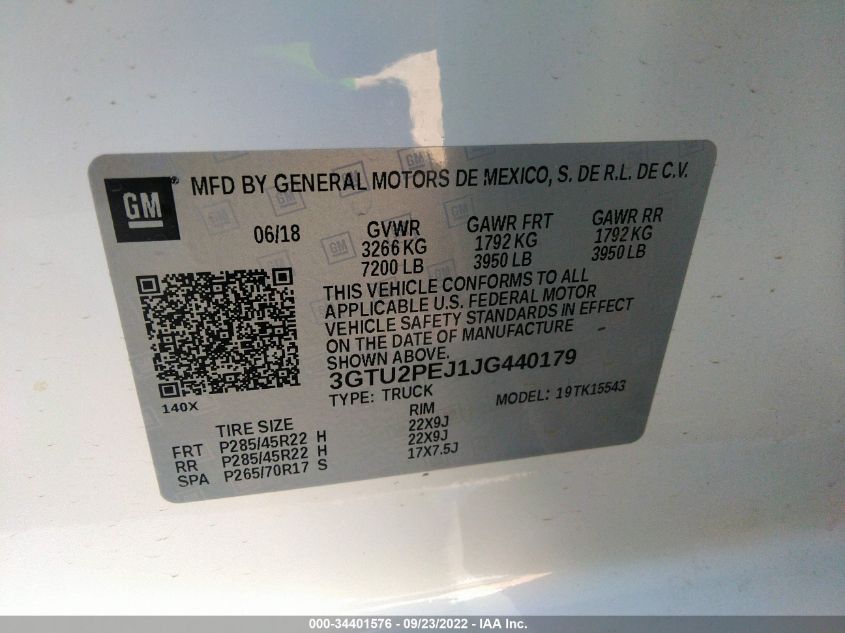 GM
MFD BY GENERAL MOTORS DE MEXICO, S. DE R.L. DE C.V.
06/18 GVWR GAWR FRT GAWR RR
3266 KG 1792 KG 1792 KG
7200 LB 3950 LB 3950 LB
THIS VEHICLE CONFORMS TO ALL
APPLICABLE U.S. FEDERAL MOTOR
VEHICLE SAFETY STANDARDS IN EFFECT
ON THE DATE OF MANUFACTURE
SHOWN ABOVE.
3GTU2PEJ1JG440179
TYPE: TRUCK MODEL: 19TK15543
140X
TIRE SIZE RIM
FRT P285/45R22 H 22X9J
RR P285/45R22 H 22X9J
SPA P265/70R17 S 17X7.5J
000-34401576 - 09/23/2022 - IAA Inc.